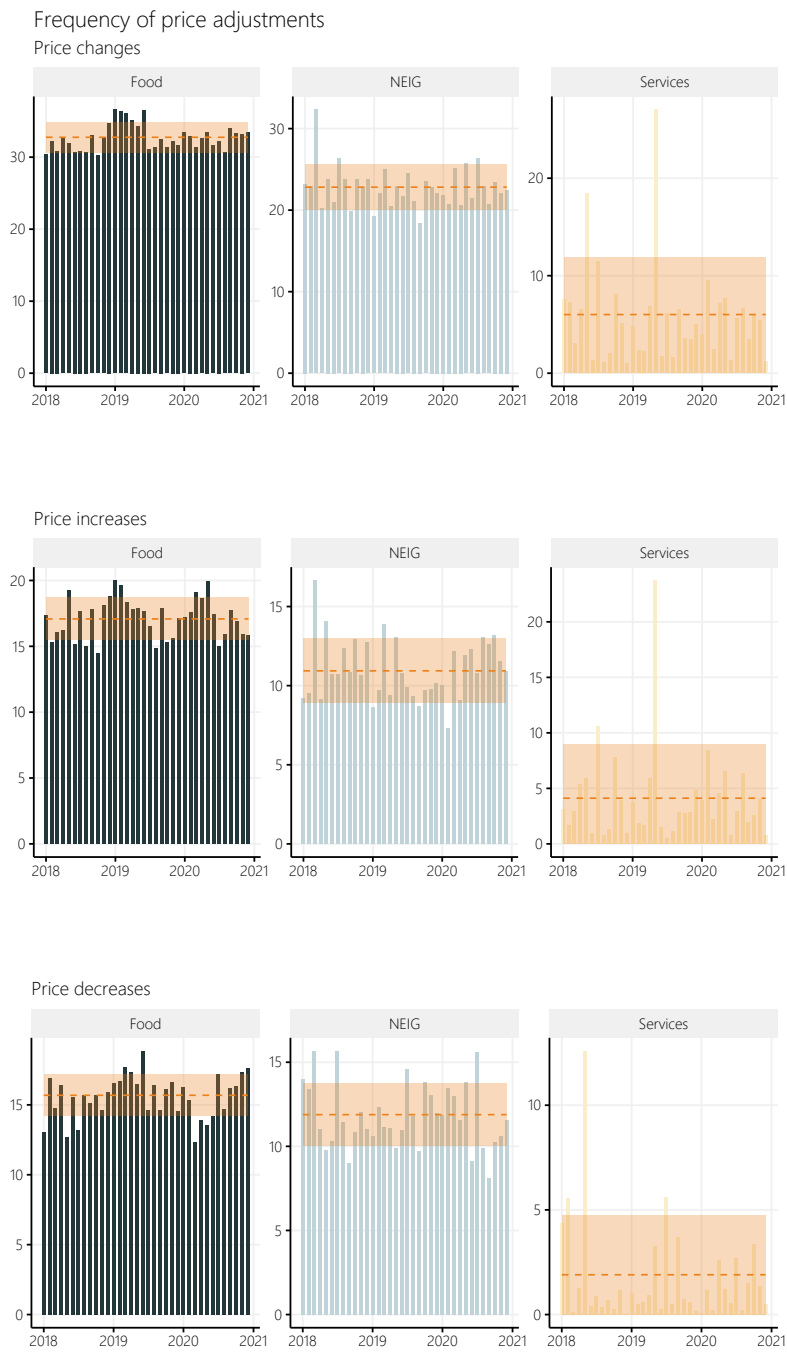 Frequency of price adjustments
Price changes
Food NEIG Services
30 30 20
20 20 10
10 10
0 0 0
2018 2019 2020 2021 2018 2019 2020 2021 2018 2019 2020 2021
Price increases
Food NEIG Services
20 15 20
15 10 15
10 5 10
5 0 5
0 0
2018 2019 2020 2021 2018 2019 2020 2021 2018 2019 2020 2021
Price decreases
Food NEIG Services
15 15 10
10 10 5
5 5 0
0 0
2018 2019 2020 2021 2018 2019 2020 2021 2018 2019 2020 2021